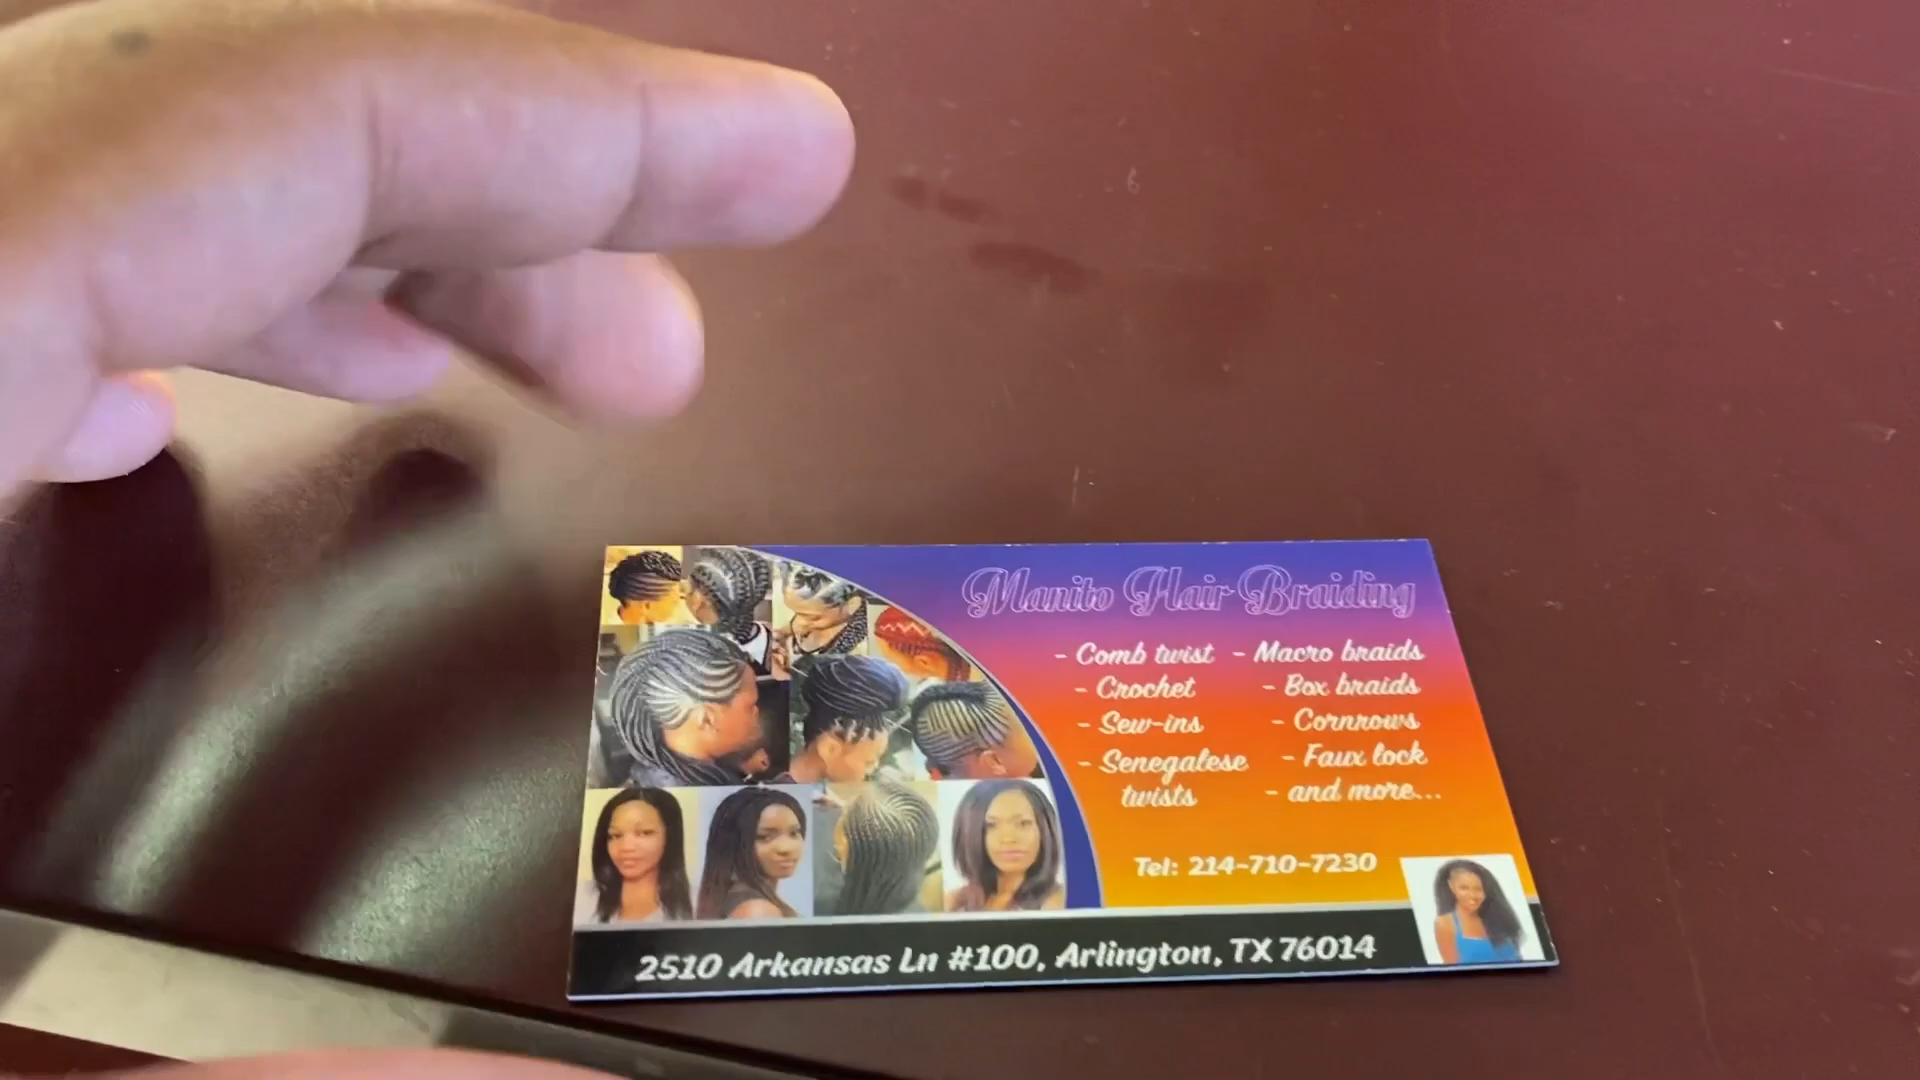 Manito Hair Braiding
- Comb twist - Macro braids
- Crochet - Box braids
- Sew-ins - Cornrows
- Senegalese twists - Faux lock
- and more...
Tel: 214-710-7230
2510 Arkansas Ln #100, Arlington, TX 76014